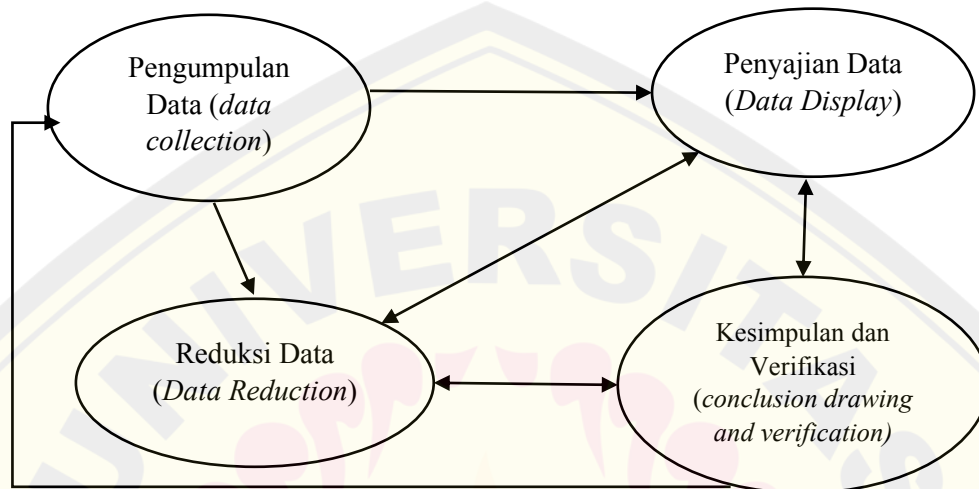 Pengumpulan
Data (data
collection)
Penyajian Data
(Data Display)
Reduksi Data
(Data Reduction)
Kesimpulan dan
Verifikasi
(conclusion drawing
and verification)
UNIVERSITAS